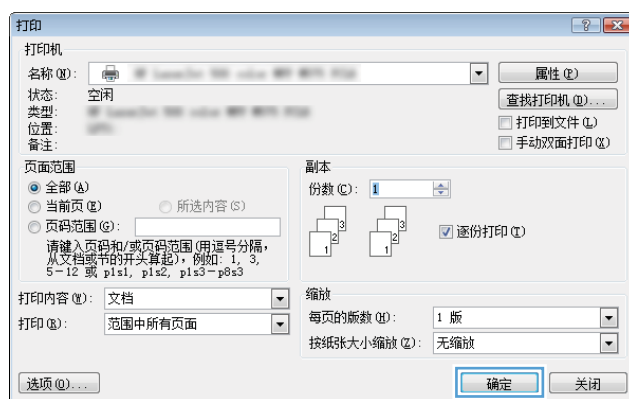 打印
打印机
名称(N):
属性(P)
状态: 空闲
查找打印机(D)...
类型:
位置:
打印到文件(L)
备注:
手动双面打印(X)
页面范围
全部(A)
当前页(E) 所选内容(S)
页码范围(G):
请键入页码和/或页码范围(用逗号分隔,
从文档或节的开头算起),例如: 1, 3,
5-12 或 p1s1, p1s2, p1s3-p8s3
副本
份数(C): 1
1 2 3 1 2 3
逐份打印(T)
打印内容(W): 文档
打印(R): 范围中所有页面
缩放
每页的版数(H): 1 版
按纸张大小缩放(Z): 无缩放
选项(O)... 确定 关闭